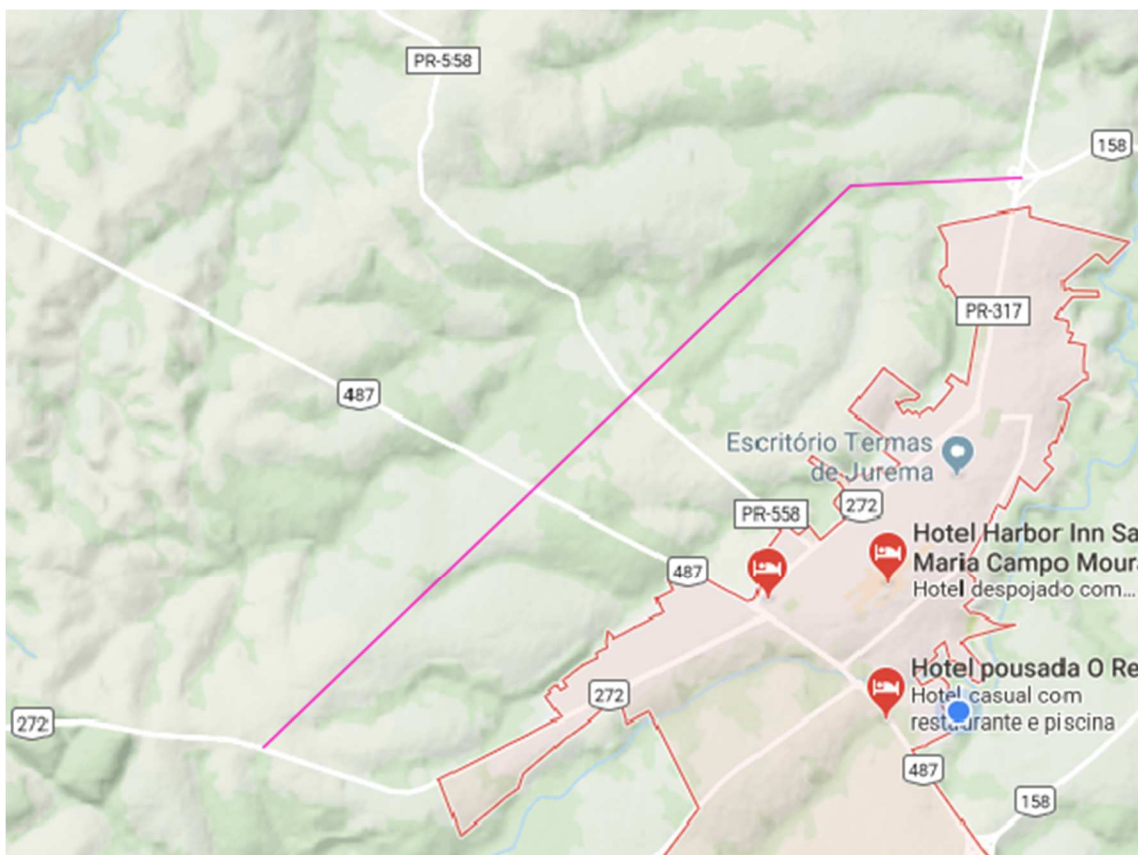 PR-558
158
PR-317
487
Escritório Termas
de Jurema
272
PR-558
Hotel Harbor Inn Sa
Maria Campo Moura
Hotel despojado com...
487
Hotel pousada O Re
Hotel casual com
restaurante e piscina
272
272
487
158